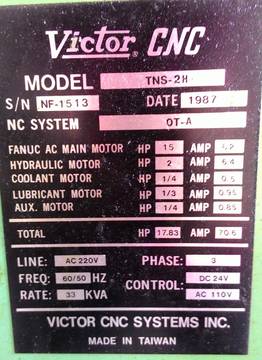 Victor CNC
MODEL TNS-2H
S/N NF-1513 DATE 1987
NC SYSTEM OT-A
FANUC AC MAIN MOTOR HP 15 AMP
HYDRAULIC MOTOR HP 2 AMP 6.4
COOLANT MOTOR HP 1/4 AMP
LUBRICANT MOTOR HP 1/3 AMP 0.95
AUX. MOTOR HP 1/4 AMP 0.85
TOTAL HP 17.83 AMP 70.6
LINE: AC 220V PHASE: 3
FREQ: 60/50 HZ CONTROL: DC 24V
RATE: 33 KVA AC 110V
VICTOR CNC SYSTEMS INC.
MADE IN TAIWAN